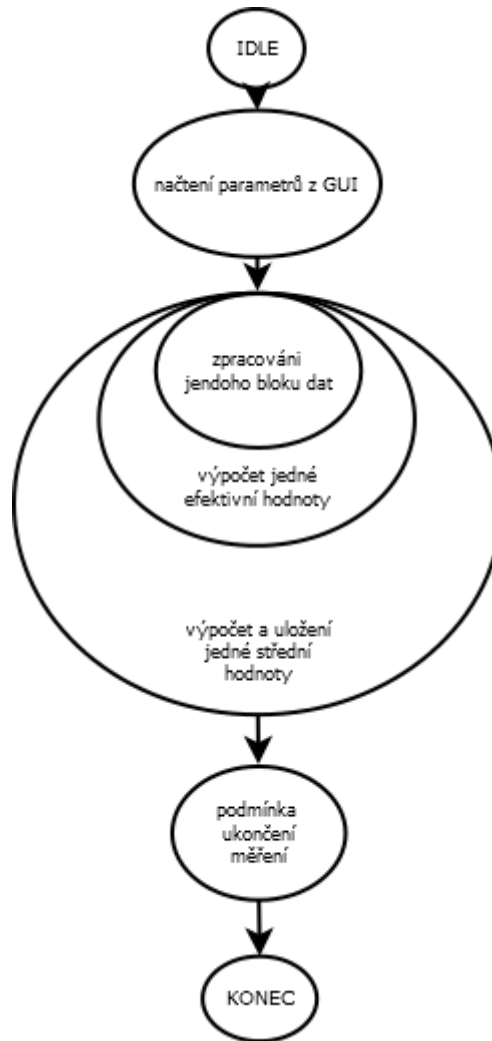 IDLE
načtení parametrů z GUI
zpracováni
jendoho bloku dat
výpočet jedné
efektivní hodnoty
výpočet a uložení
jedné střední
hodnoty
podmínka
ukončení
měření
KONEC